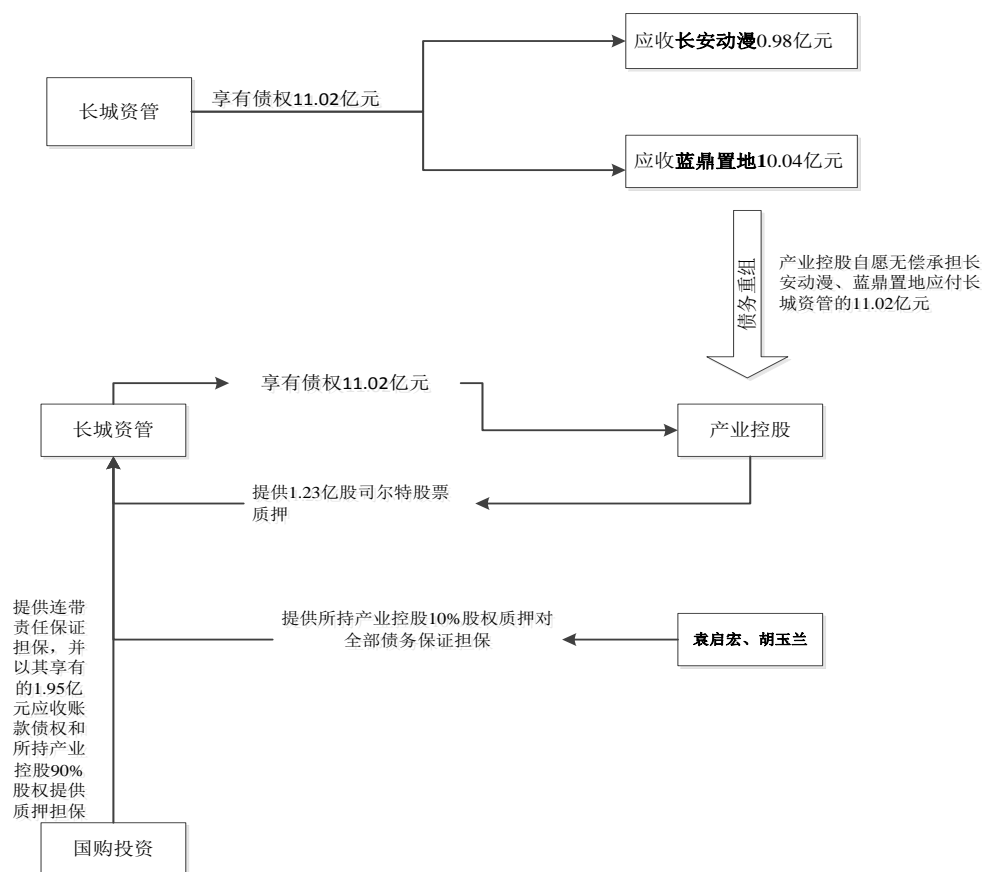 应收长安动漫0.98亿元
长城资管
享有债权11.02亿元
应收蓝鼎置地10.04亿元
债务重组
产业控股自愿无偿承担长
安动漫、蓝鼎置地应付长
城资管的11.02亿元
享有债权11.02亿元
长城资管
产业控股
提供1.23亿股司尔特股票
质押
提供连带
责任保证
担保，并
以其享有
的1.95亿
元应收账
款债权和
所持产业
控股90%
股权提供
质押担保
提供所持产业控股10%股权质押对
全部债务保证担保
袁启宏、胡玉兰
国购投资